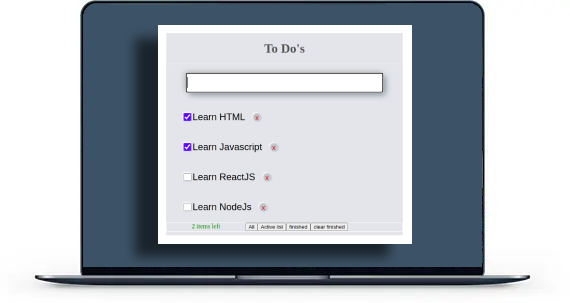 To Do's
Learn HTML x
Learn Javascript x
Learn ReactJS x
Learn NodeJs x
2 items left All Active list finished clear finished